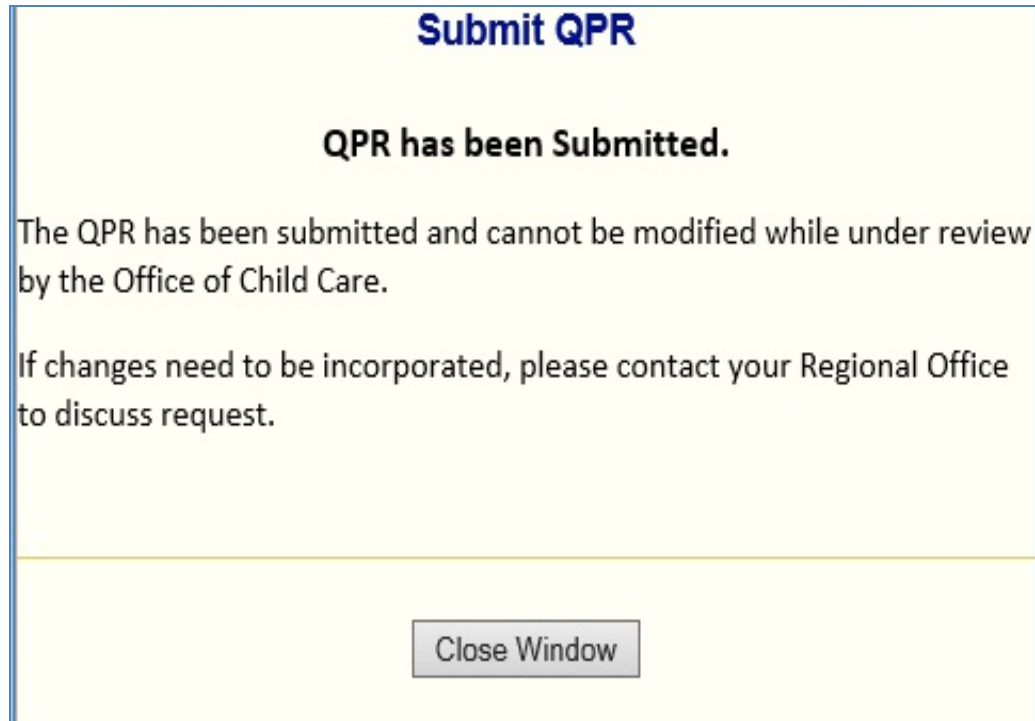 Submit QPR
QPR has been Submitted.
The QPR has been submitted and cannot be modified while under review
by the Office of Child Care.
If changes need to be incorporated, please contact your Regional Office
to discuss request.
Close Window